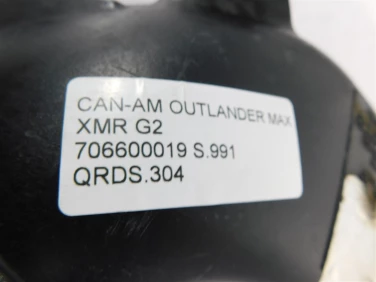 CAN-AM OUTLANDER MAX
XMR G2
706600019 S.991
QRDS.304